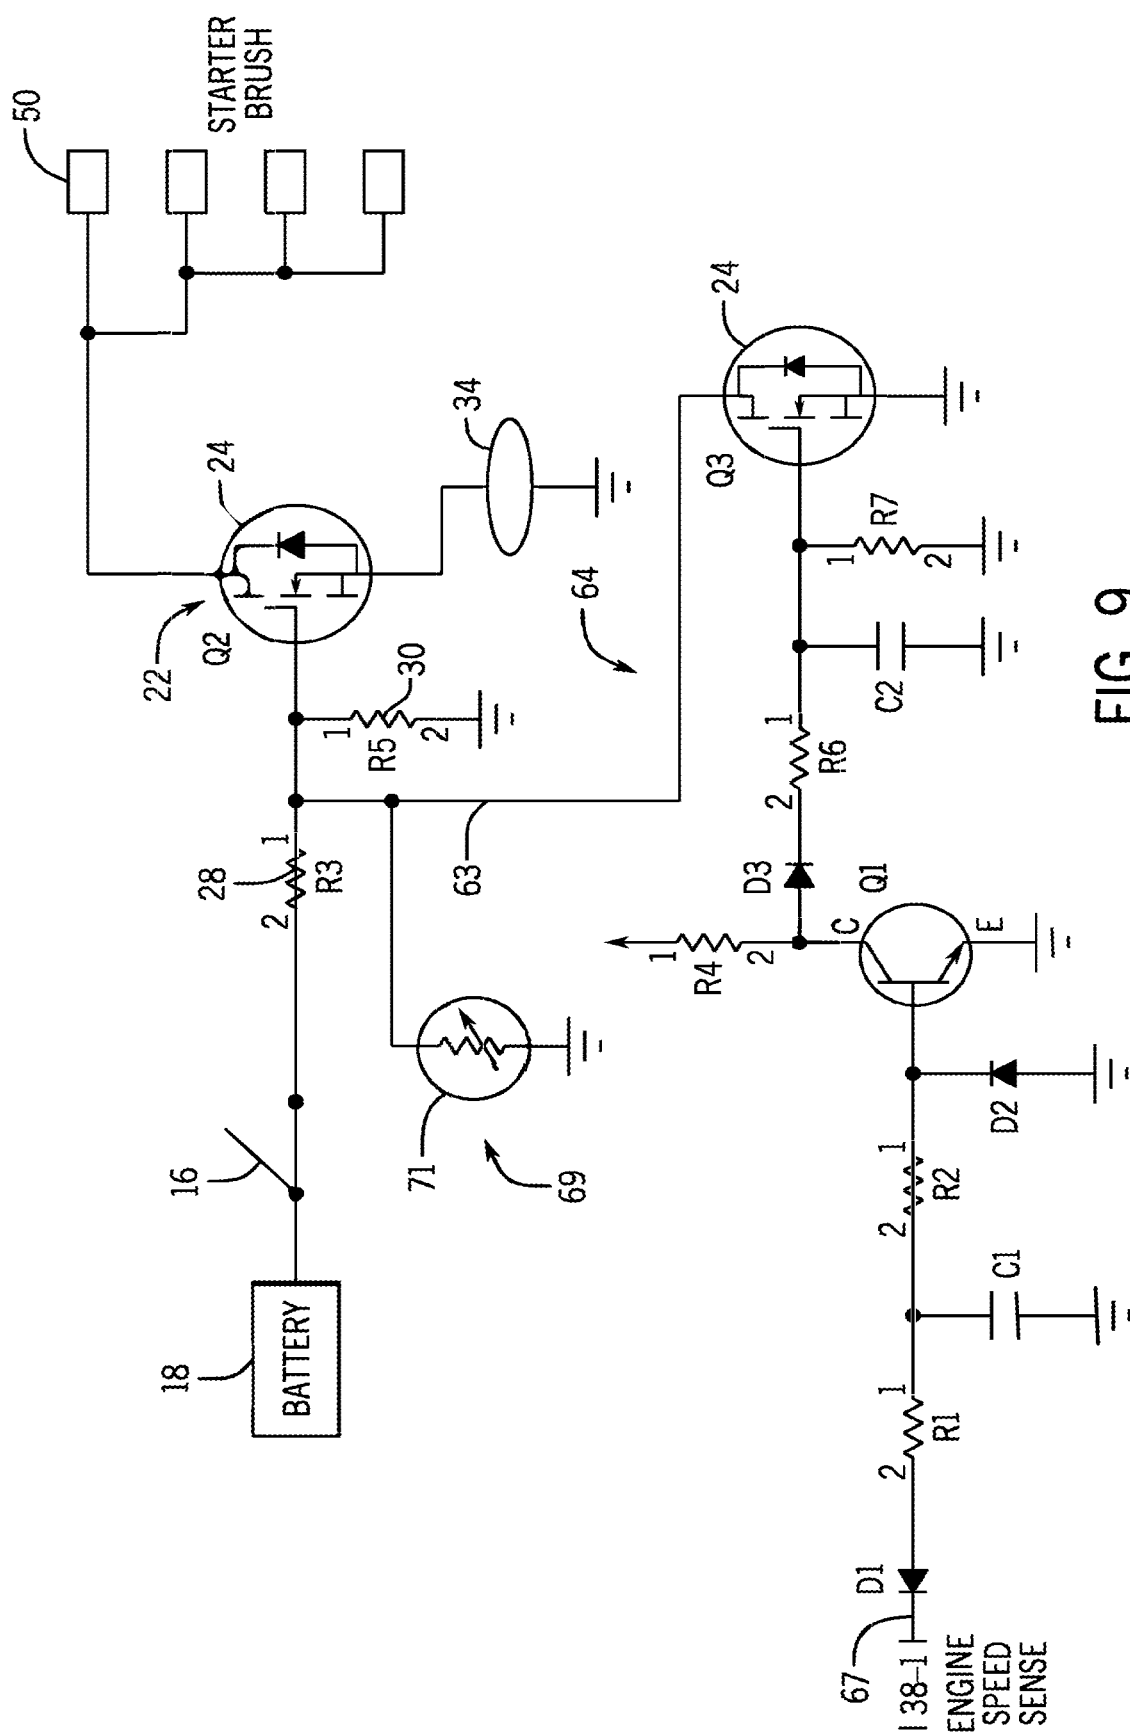 50
STARTER
BRUSH
24
22
Q2
34
30
1
R5
2
64
24
Q3
R7
1
2
C2
1
R6
2
28
1
2
R3
63
D3
Q1
C
E
1
R4
2
16
71
69
18
BATTERY
D2
1
R2
2
C1
1
R1
2
D1
67
138-1
ENGINE
SPEED
SENSE
FIG. 9